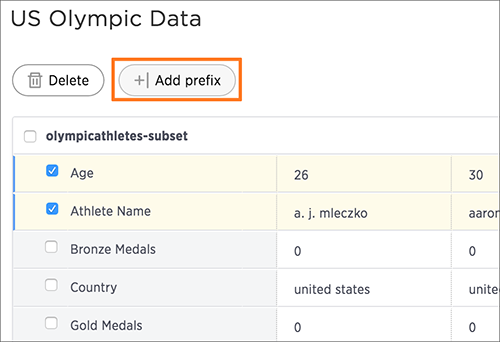 US Olympic Data
Delete
Add prefix
olympicathletes-subset
Age 26 30
Athlete Name a. j. mleczko aaron
Bronze Medals 0 0
Country united states unite
Gold Medals 0 0